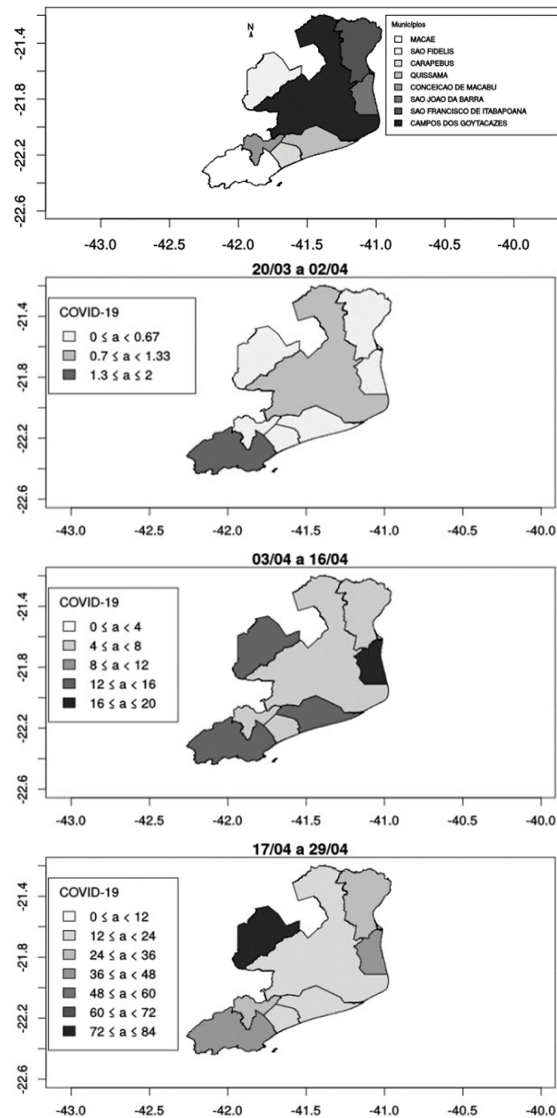 N
Municípios
MACAE
SAO FIDELIS
CARAPEBUS
QUISSAMA
CONCEICAO DE MACABU
SAO JOAO DA BARRA
SAO FRANCISCO DE ITABAPOANA
CAMPOS DOS GOYTACAZES
-21.4
-21.8
-22.2
-22.6
-43.0 -42.5 -42.0 -41.5 -41.0 -40.5 -40.0
20/03 a 02/04
COVID-19
0 ≤ a < 0.67
0.7 ≤ a < 1.33
1.3 ≤ a ≤ 2
-21.4
-21.8
-22.2
-22.6
-43.0 -42.5 -42.0 -41.5 -41.0 -40.5 -40.0
03/04 a 16/04
COVID-19
0 ≤ a < 4
4 ≤ a < 8
8 ≤ a < 12
12 ≤ a < 16
16 ≤ a ≤ 20
-21.4
-21.8
-22.2
-22.6
-43.0 -42.5 -42.0 -41.5 -41.0 -40.5 -40.0
17/04 a 29/04
COVID-19
0 ≤ a < 12
12 ≤ a < 24
24 ≤ a < 36
36 ≤ a < 48
48 ≤ a < 60
60 ≤ a < 72
72 ≤ a ≤ 84
-21.4
-21.8
-22.2
-22.6
-43.0 -42.5 -42.0 -41.5 -41.0 -40.5 -40.0